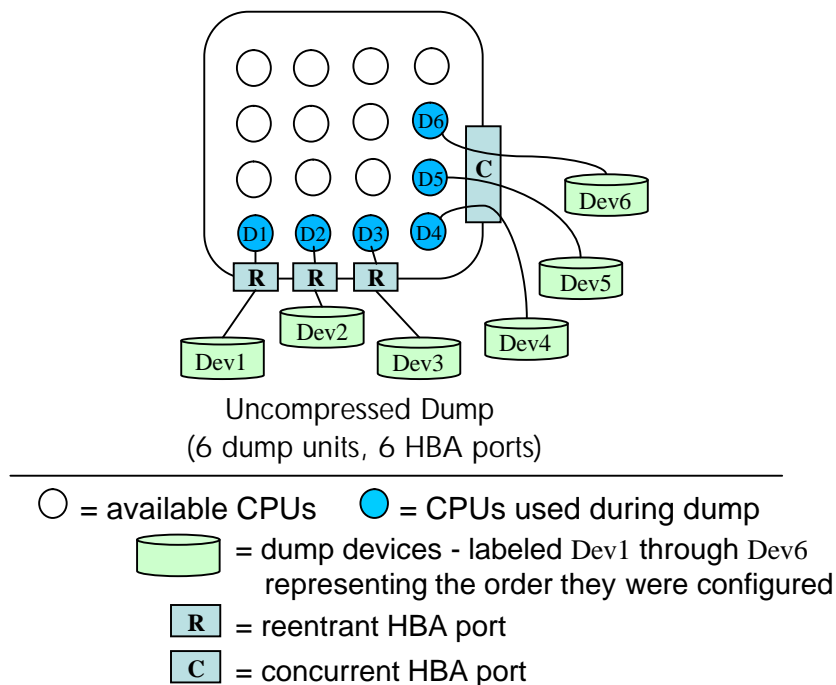 D6
D5
C
Dev6
D1 D2 D3 D4
R R R
Dev5
Dev2
Dev4
Dev1
Dev3
Uncompressed Dump
(6 dump units, 6 HBA ports)
= available CPUs = CPUs used during dump
= dump devices - labeled Dev1 through Dev6
representing the order they were configured
R = reentrant HBA port
C = concurrent HBA port